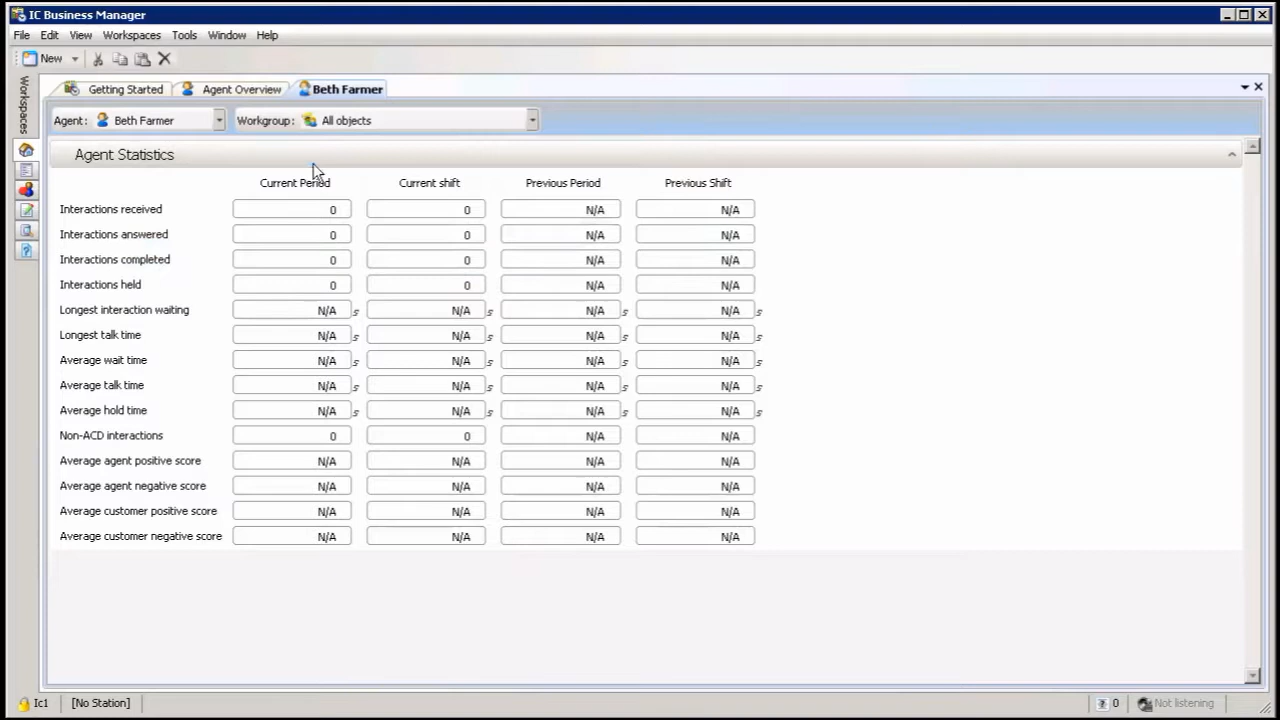 IC Business Manager
File Edit View Workspaces Tools Window Help
New
Workspaces
Getting Started Agent Overview Beth Farmer
Agent: Beth Farmer Workgroup: All objects
Agent Statistics
Current Period Current shift Previous Period Previous Shift
Interactions received 0 0 N/A N/A
Interactions answered 0 0 N/A N/A
Interactions completed 0 0 N/A N/A
Interactions held 0 0 N/A N/A
Longest interaction waiting N/A s N/A s N/A s N/A s
Longest talk time N/A s N/A s N/A s N/A s
Average wait time N/A s N/A s N/A s N/A s
Average talk time N/A s N/A s N/A s N/A s
Average hold time N/A s N/A s N/A s N/A s
Non-ACD interactions 0 0 N/A N/A
Average agent positive score N/A N/A N/A N/A
Average agent negative score N/A N/A N/A N/A
Average customer positive score N/A N/A N/A N/A
Average customer negative score N/A N/A N/A N/A
Ic1 [No Station] 0 Not listening